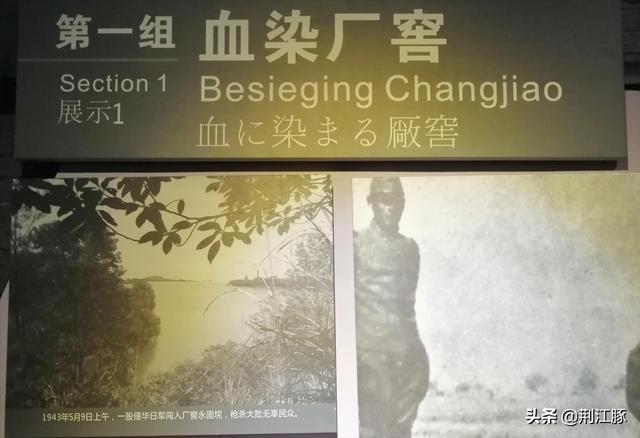 第一组
血染厂窖
Section 1
Besieging Changjiao
展示1
血に染まる厰窖
1943年5月9日上午，一股侵华日军闯入厂窖永固垸，枪杀大批无辜民众。
头条 @荆江豚